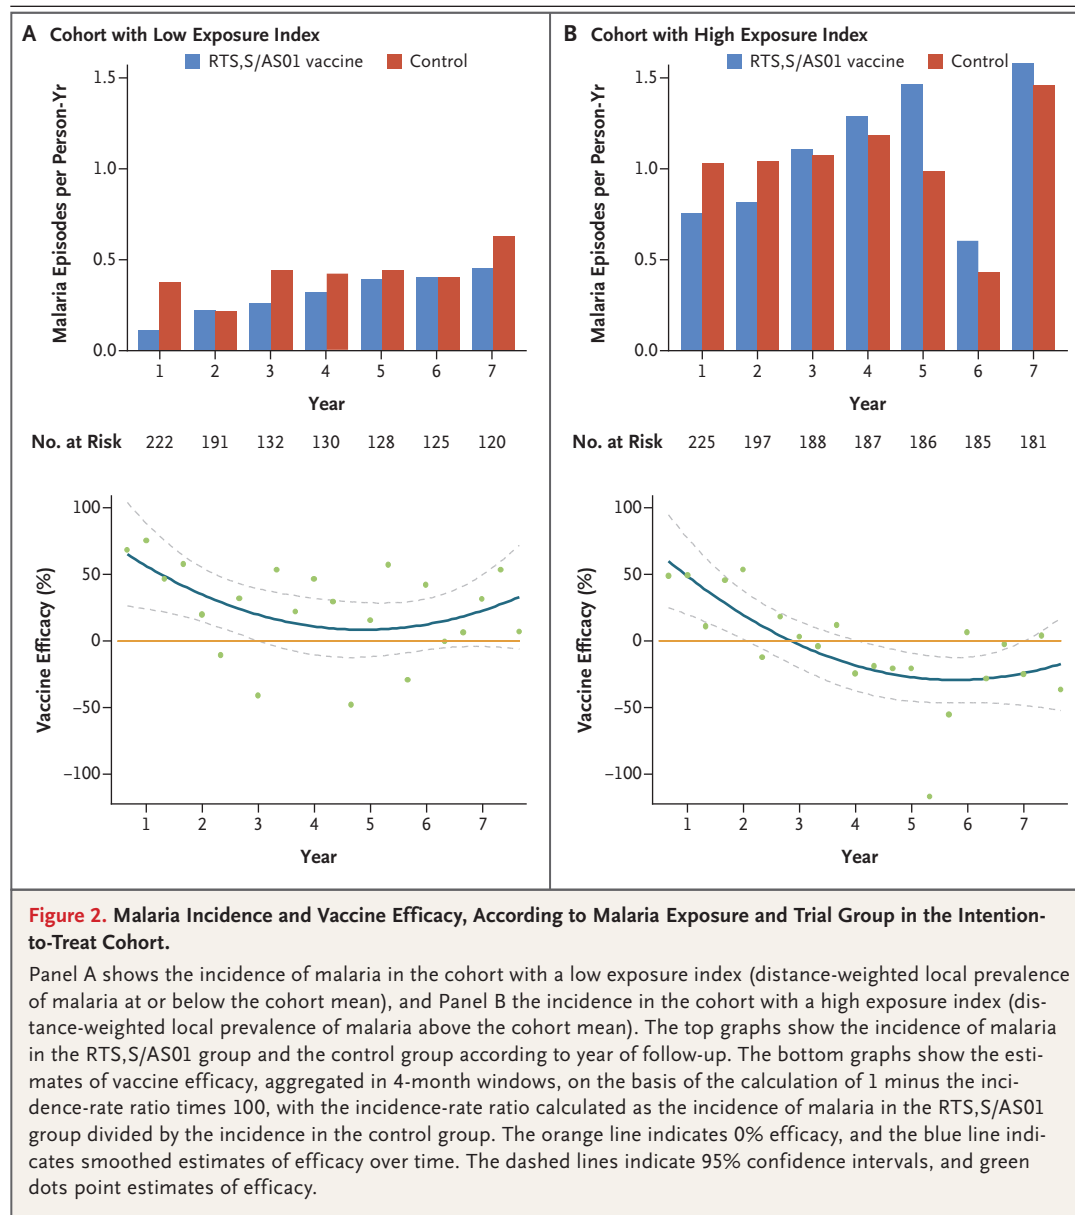 A Cohort with Low Exposure Index
RTS,S/AS01 vaccine Control
Malaria Episodes per Person-Yr
1.5
1.0
0.5
0.0
1 2 3 4 5 6 7
Year
No. at Risk 222 191 132 130 128 125 120
Vaccine Efficacy (%)
100
50
0
−50
−100
1 2 3 4 5 6 7
Year
B Cohort with High Exposure Index
RTS,S/AS01 vaccine Control
Malaria Episodes per Person-Yr
1.5
1.0
0.5
0.0
1 2 3 4 5 6 7
Year
No. at Risk 225 197 188 187 186 185 181
Vaccine Efficacy (%)
100
50
0
−50
−100
1 2 3 4 5 6 7
Year
Figure 2. Malaria Incidence and Vaccine Efficacy, According to Malaria Exposure and Trial Group in the Intention-
to-Treat Cohort.
Panel A shows the incidence of malaria in the cohort with a low exposure index (distance-weighted local prevalence
of malaria at or below the cohort mean), and Panel B the incidence in the cohort with a high exposure index (dis-
tance-weighted local prevalence of malaria above the cohort mean). The top graphs show the incidence of malaria
in the RTS,S/AS01 group and the control group according to year of follow-up. The bottom graphs show the esti-
mates of vaccine efficacy, aggregated in 4-month windows, on the basis of the calculation of 1 minus the inci-
dence-rate ratio times 100, with the incidence-rate ratio calculated as the incidence of malaria in the RTS,S/AS01
group divided by the incidence in the control group. The orange line indicates 0% efficacy, and the blue line indi-
cates smoothed estimates of efficacy over time. The dashed lines indicate 95% confidence intervals, and green
dots point estimates of efficacy.